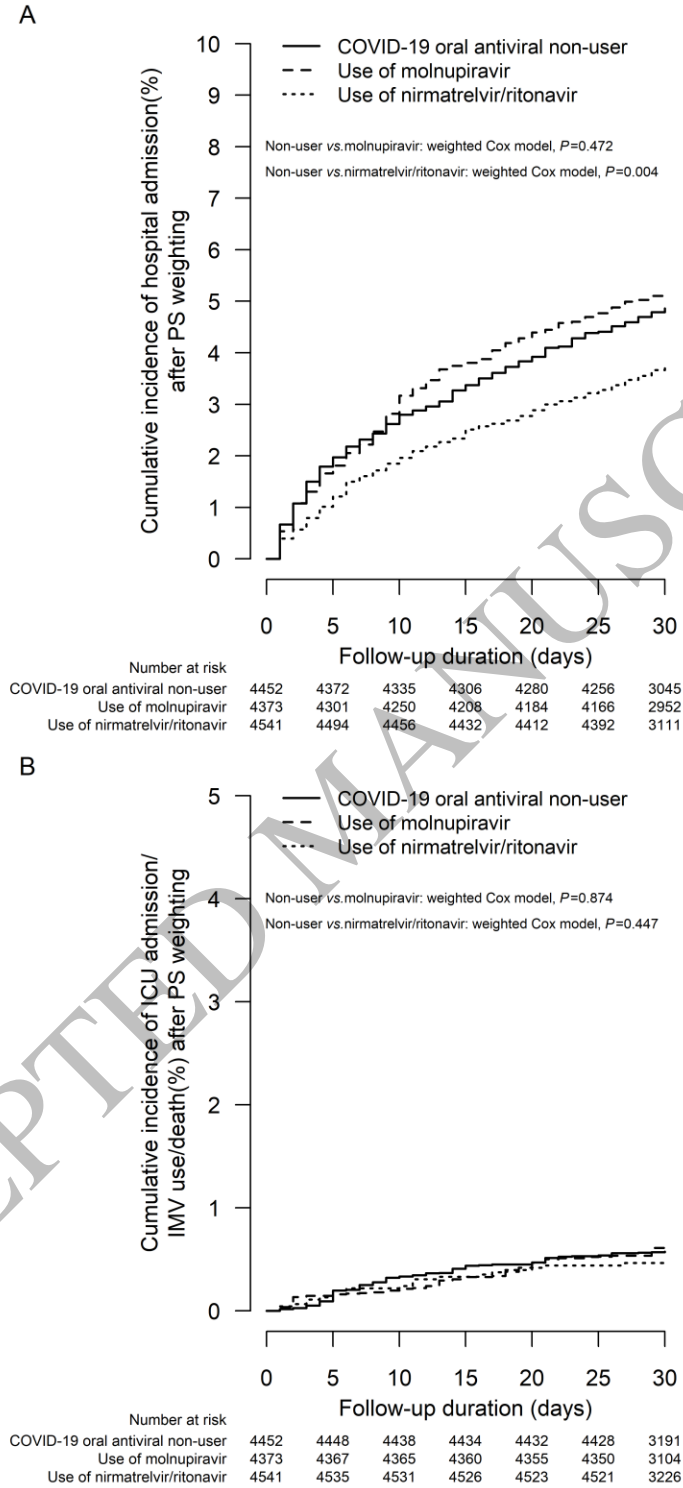 A
Cumulative incidence of hospital admission(%)
after PS weighting
10
9
8
7
6
5
4
3
2
1
0
COVID-19 oral antiviral non-user
Use of molnupiravir
Use of nirmatrelvir/ritonavir
Non-user vs.molnupiravir: weighted Cox model, P=0.472
Non-user vs.nirmatrelvir/ritonavir: weighted Cox model, P=0.004
0 5 10 15 20 25 30
Follow-up duration (days)
Number at risk
COVID-19 oral antiviral non-user 4452 4372 4335 4306 4280 4256 3045
Use of molnupiravir 4373 4301 4250 4208 4184 4166 2952
Use of nirmatrelvir/ritonavir 4541 4494 4456 4432 4412 4392 3111
B
Cumulative incidence of ICU admission/
IMV use/death(%) after PS weighting
5
4
3
2
1
0
COVID-19 oral antiviral non-user
Use of molnupiravir
Use of nirmatrelvir/ritonavir
Non-user vs.molnupiravir: weighted Cox model, P=0.874
Non-user vs.nirmatrelvir/ritonavir: weighted Cox model, P=0.447
0 5 10 15 20 25 30
Follow-up duration (days)
Number at risk
COVID-19 oral antiviral non-user 4452 4448 4438 4434 4432 4428 3191
Use of molnupiravir 4373 4367 4365 4360 4355 4350 3104
Use of nirmatrelvir/ritonavir 4541 4535 4531 4526 4523 4521 3226
EPTED MANUSC